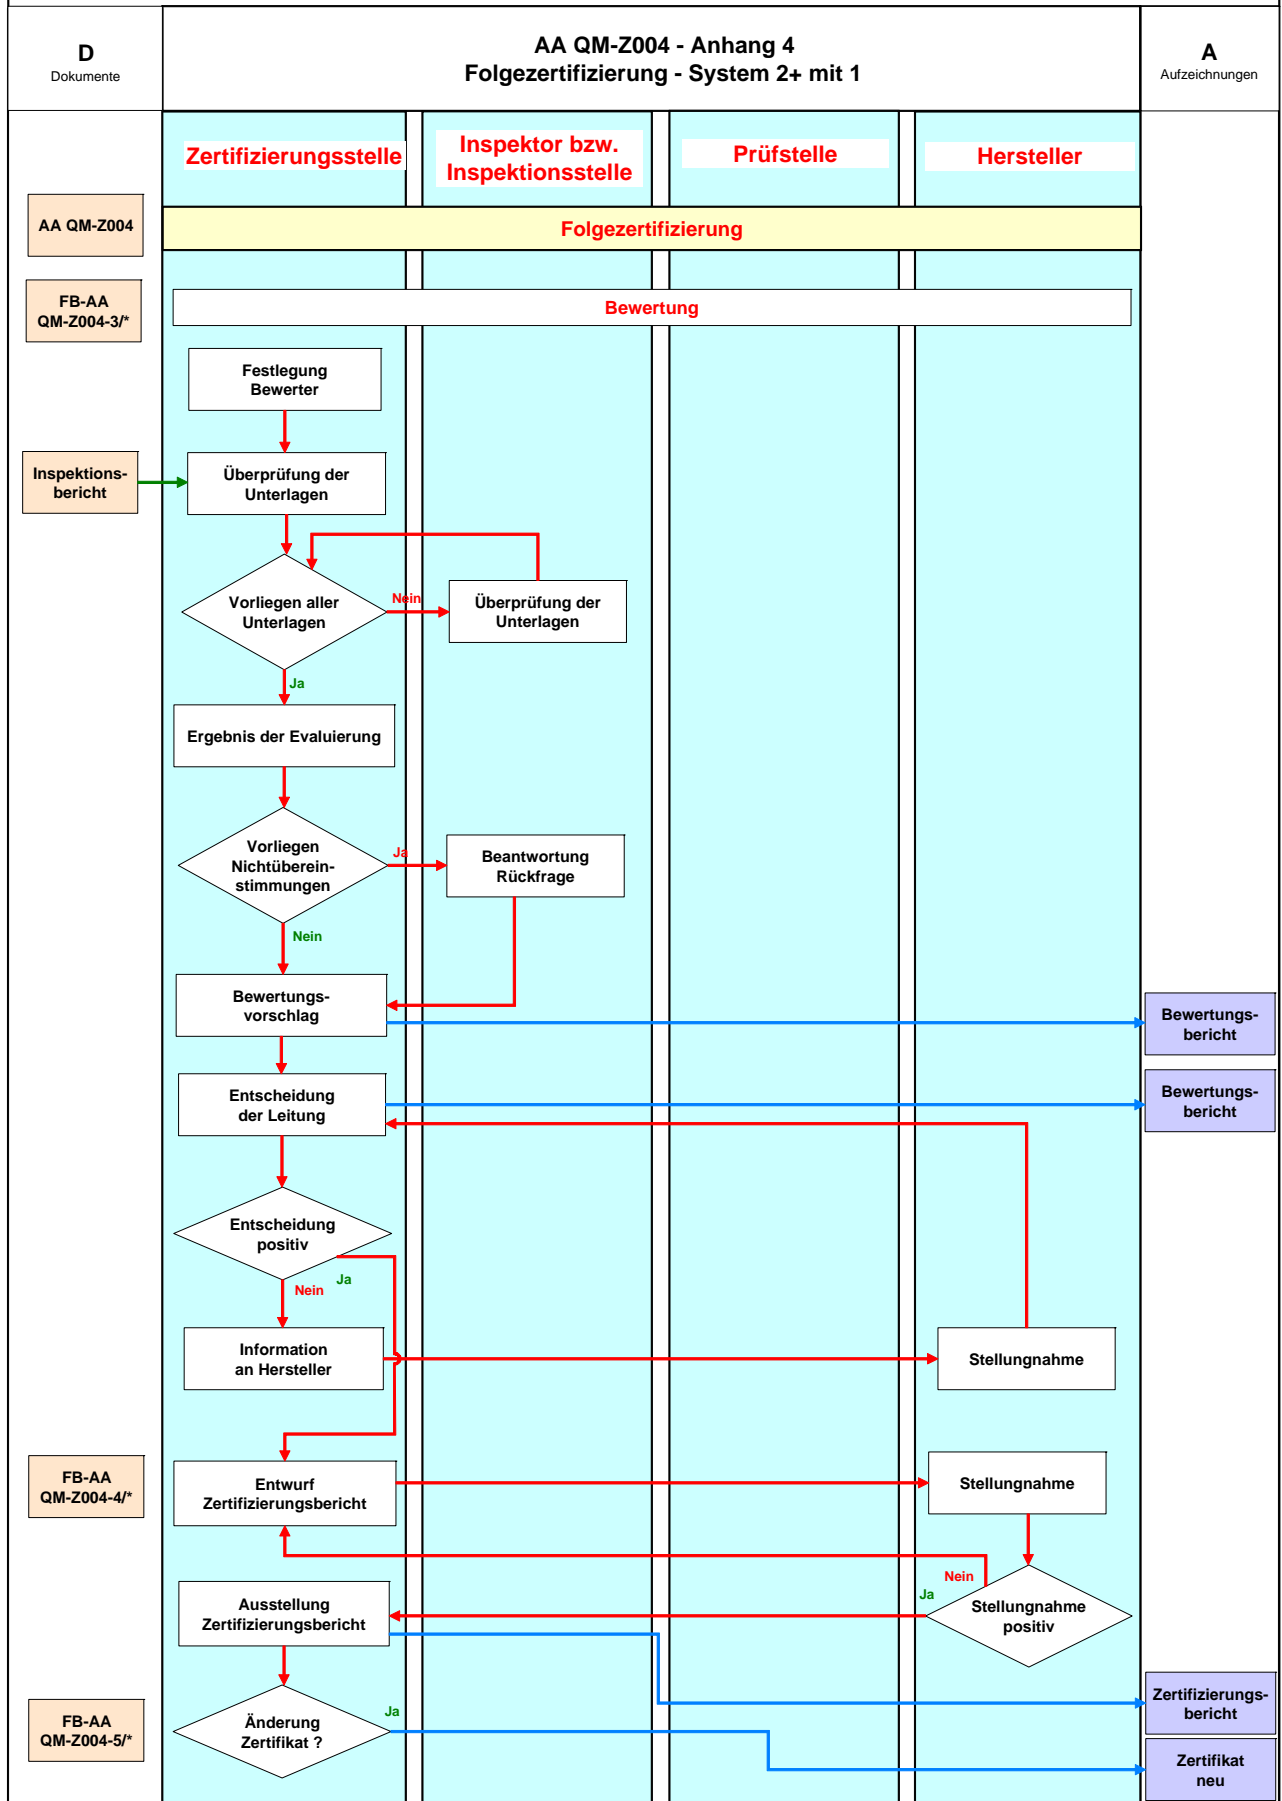 D
Dokumente
AA QM-Z004 - Anhang 4
Folgezertifizierung - System 2+ mit 1
A
Aufzeichnungen
Zertifizierungsstelle
Inspektor bzw.
Inspektionsstelle
Prüfstelle
Hersteller
AA QM-Z004
Folgezertifizierung
FB-AA
QM-Z004-3/*
Bewertung
Festlegung
Bewerter
Inspektions-
bericht
Überprüfung der
Unterlagen
Vorliegen aller
Unterlagen
Nein
Überprüfung der
Unterlagen
Ja
Ergebnis der Evaluierung
Vorliegen
Nichtüberein-
stimmungen
Ja
Beantwortung
Rückfrage
Nein
Bewertungs-
vorschlag
Bewertungs-
bericht
Entscheidung
der Leitung
Bewertungs-
bericht
Entscheidung
positiv
Ja
Nein
Information
an Hersteller
Stellungnahme
FB-AA
QM-Z004-4/*
Entwurf
Zertifizierungsbericht
Stellungnahme
Nein
Ja
Stellungnahme
positiv
Ausstellung
Zertifizierungsbericht
Zertifizierungs-
bericht
FB-AA
QM-Z004-5/*
Änderung
Zertifikat ?
Ja
Zertifikat
neu